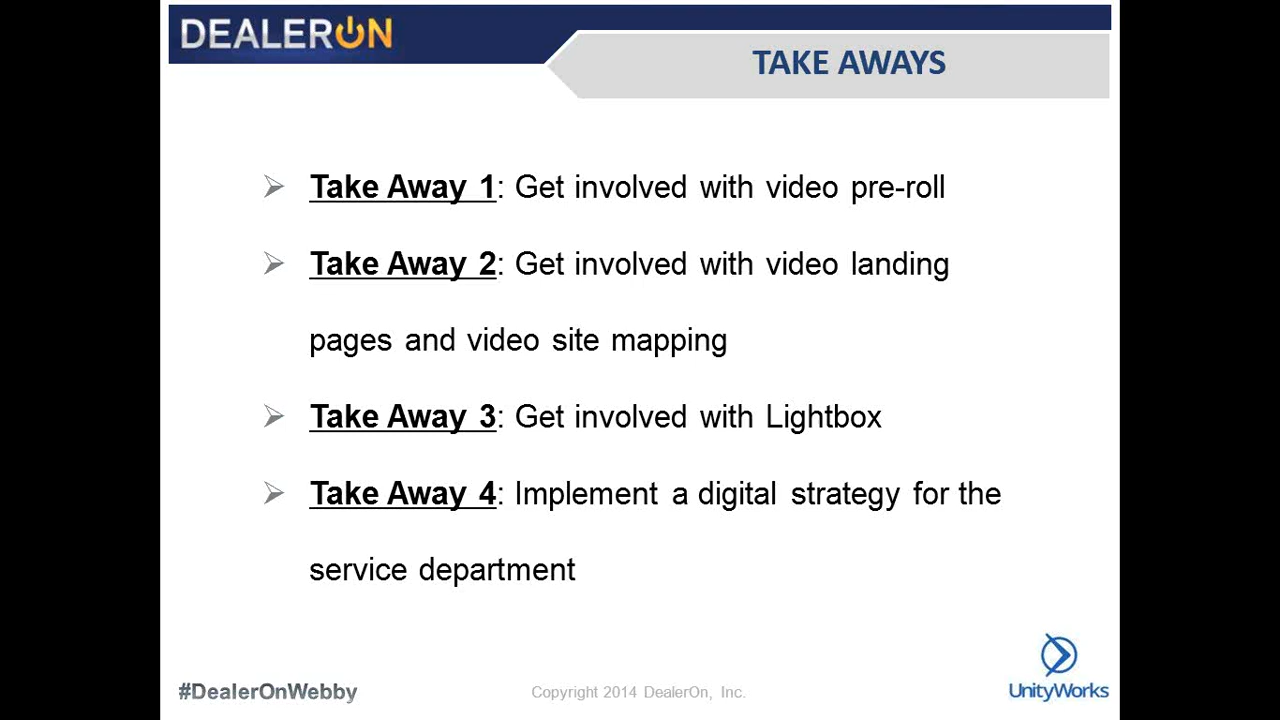 DEALERON
TAKE AWAYS
Take Away 1: Get involved with video pre-roll
Take Away 2: Get involved with video landing
pages and video site mapping
Take Away 3: Get involved with Lightbox
Take Away 4: Implement a digital strategy for the
service department
#DealerOnWebby
Copyright 2014 DealerOn, Inc.
UnityWorks